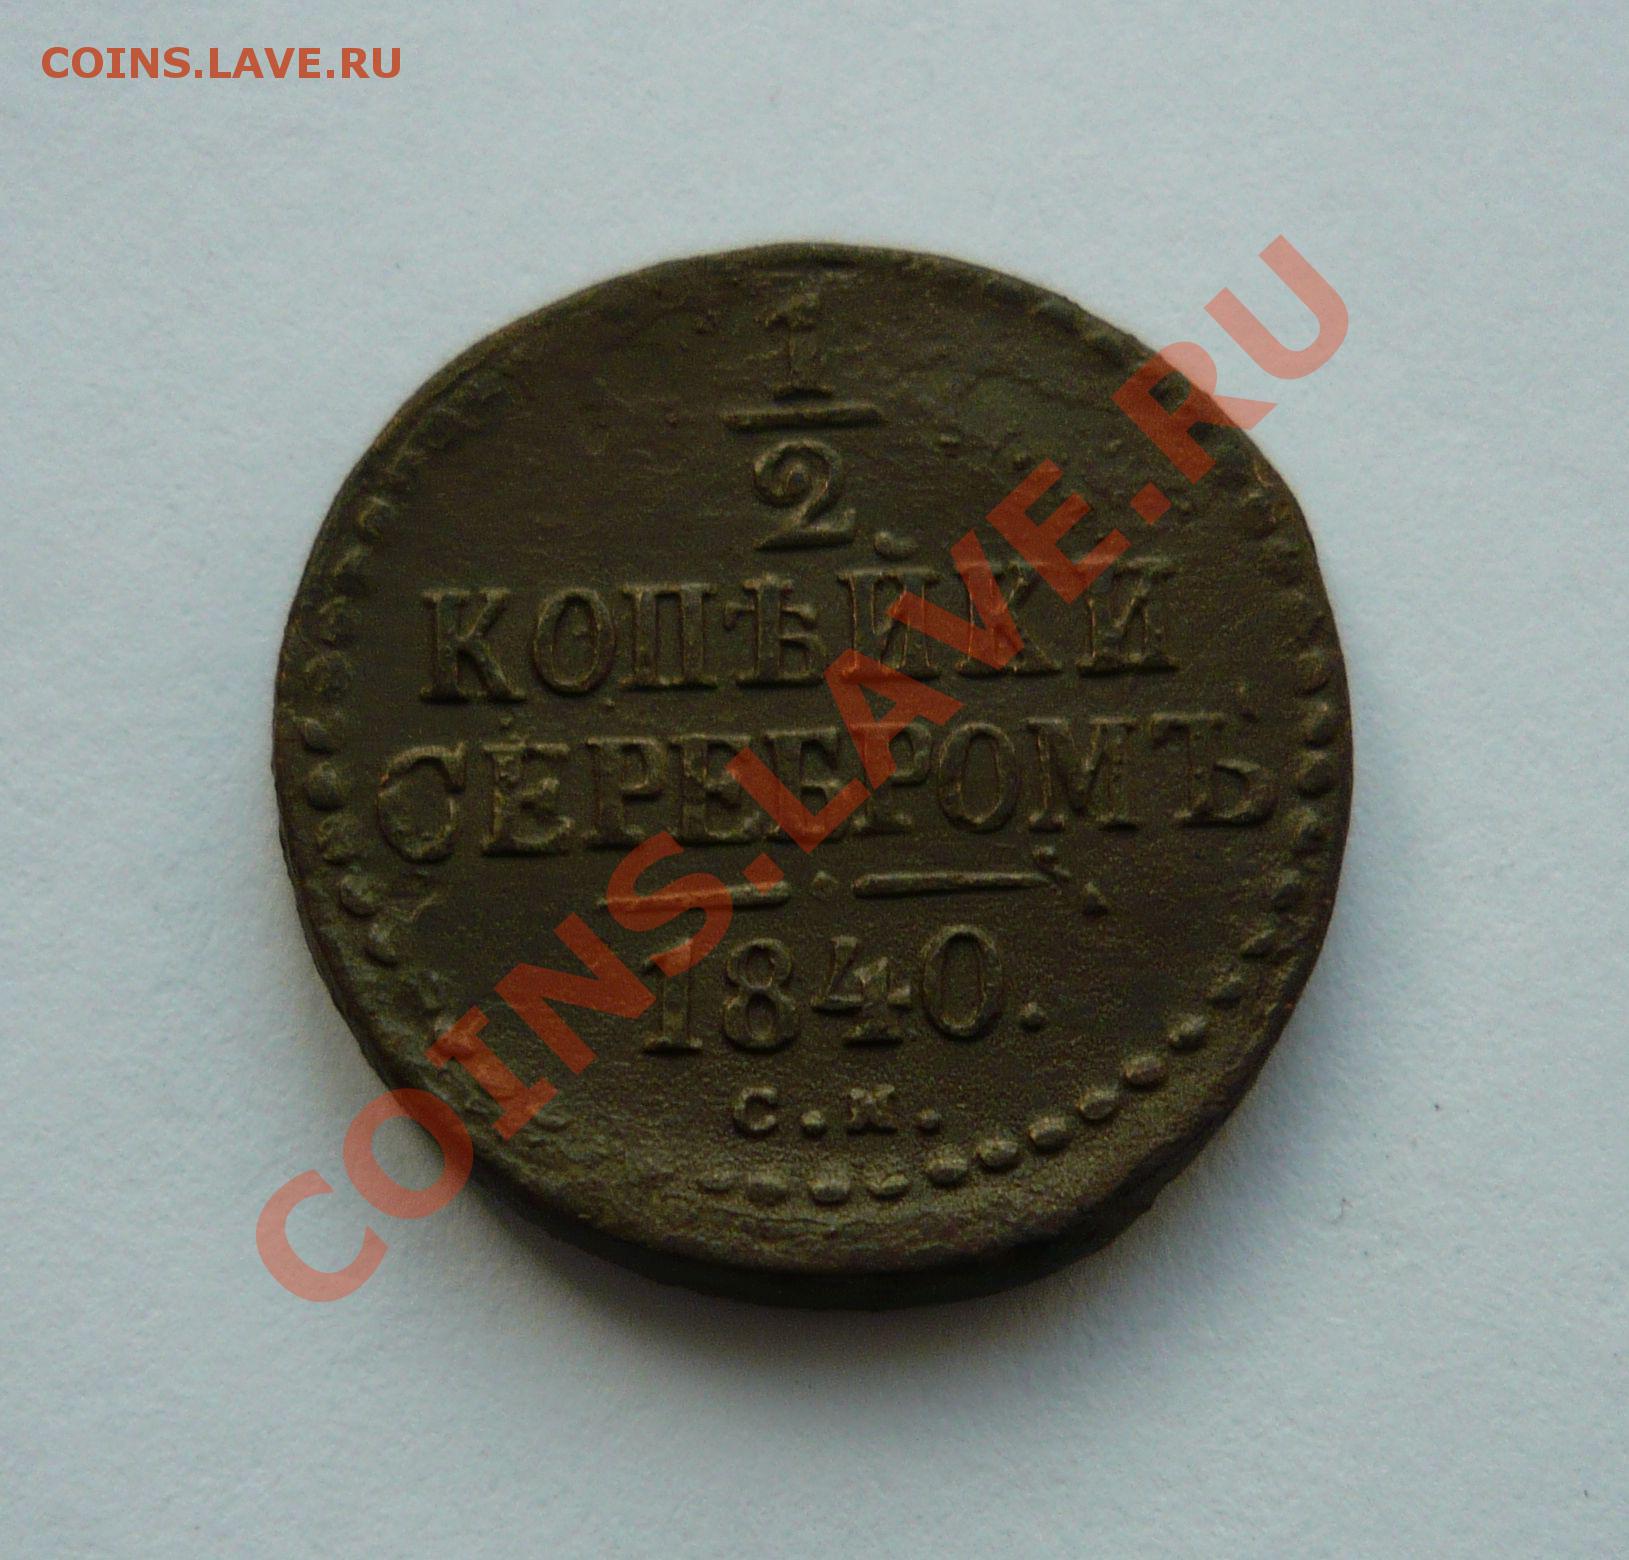 COINS.LAVE.RU
1
2
КОПѢЙКИ
СЕРЕБРОМЪ
1840.
С.М.
COINS.LAVE.RU